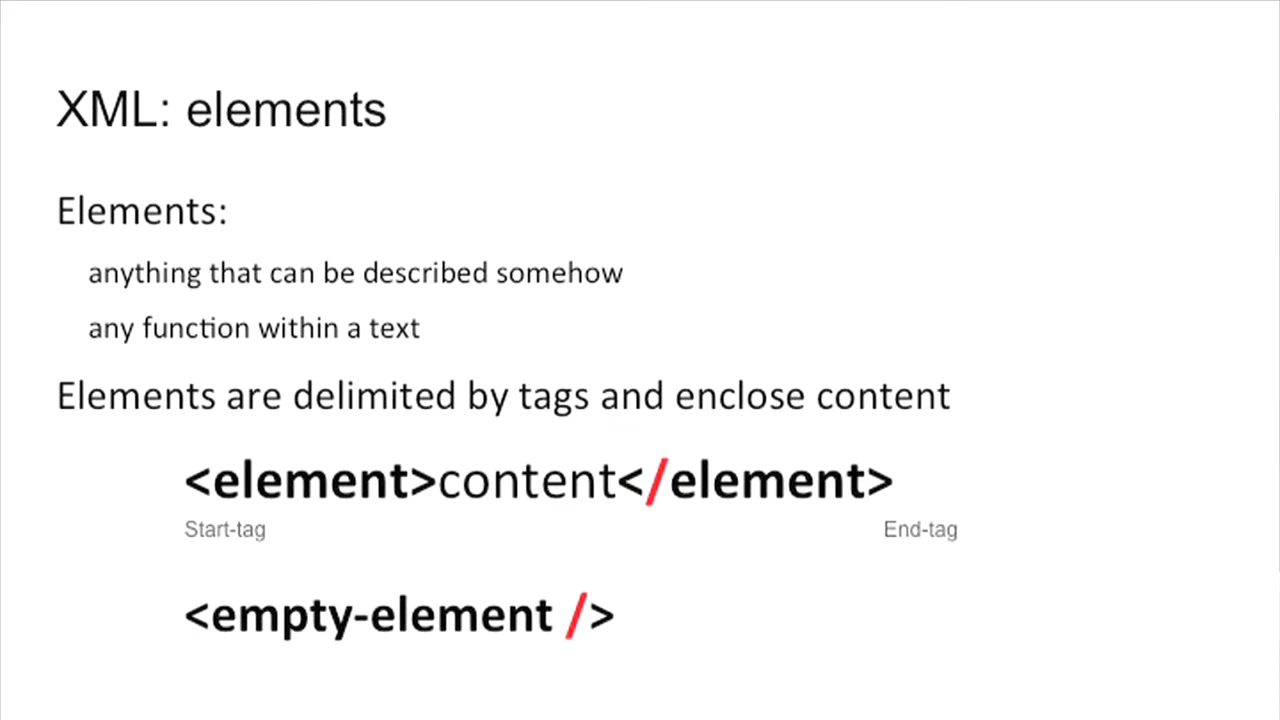 XML: elements
Elements:
anything that can be described somehow
any function within a text
Elements are delimited by tags and enclose content
<element>content</element>
Start-tag End-tag
<empty-element />